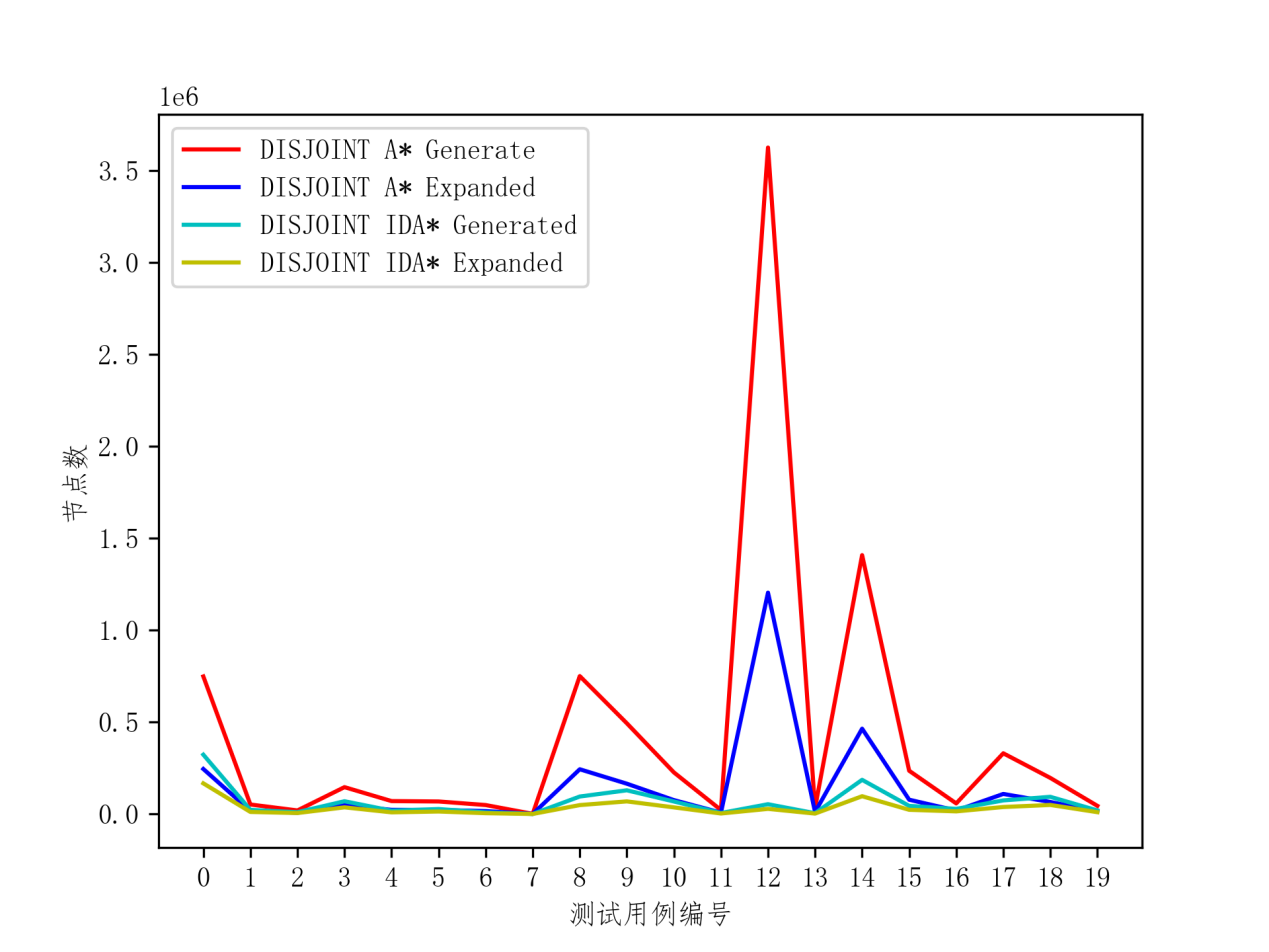 1e6
DISJOINT A* Generate
DISJOINT A* Expanded
DISJOINT IDA* Generated
DISJOINT IDA* Expanded
3.5
3.0
2.5
2.0
1.5
1.0
0.5
0.0
节点数
0 1 2 3 4 5 6 7 8 9 10 11 12 13 14 15 16 17 18 19
测试用例编号